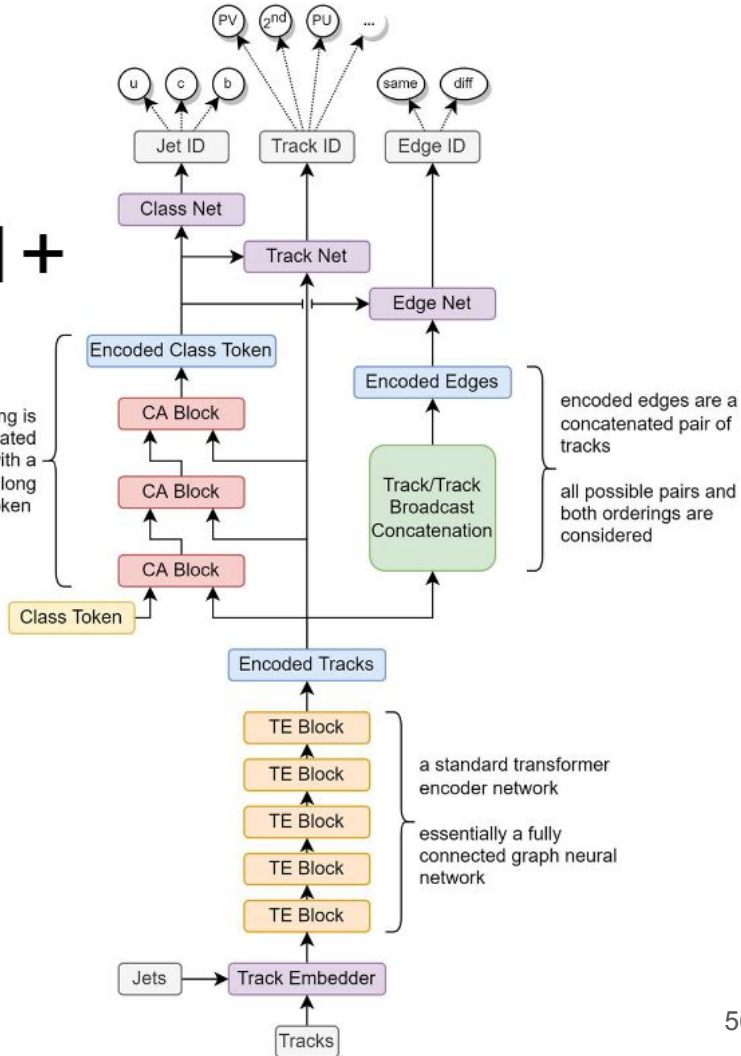 PV 2nd PU ...
u c b same diff
Jet ID Track ID Edge ID
Class Net
+
Track Net
Edge Net
Encoded Class Token
Encoded Edges
CA Block
CA Block
CA Block
is
with a
Track/Track
Broadcast
Concatenation
encoded edges are a
concatenated pair of
tracks
all possible pairs and
both orderings are
considered
Class Token
Encoded Tracks
TE Block
TE Block
TE Block
TE Block
TE Block
a standard transformer
encoder network
essentially a fully
connected graph neural
network
Jets Track Embedder
Tracks